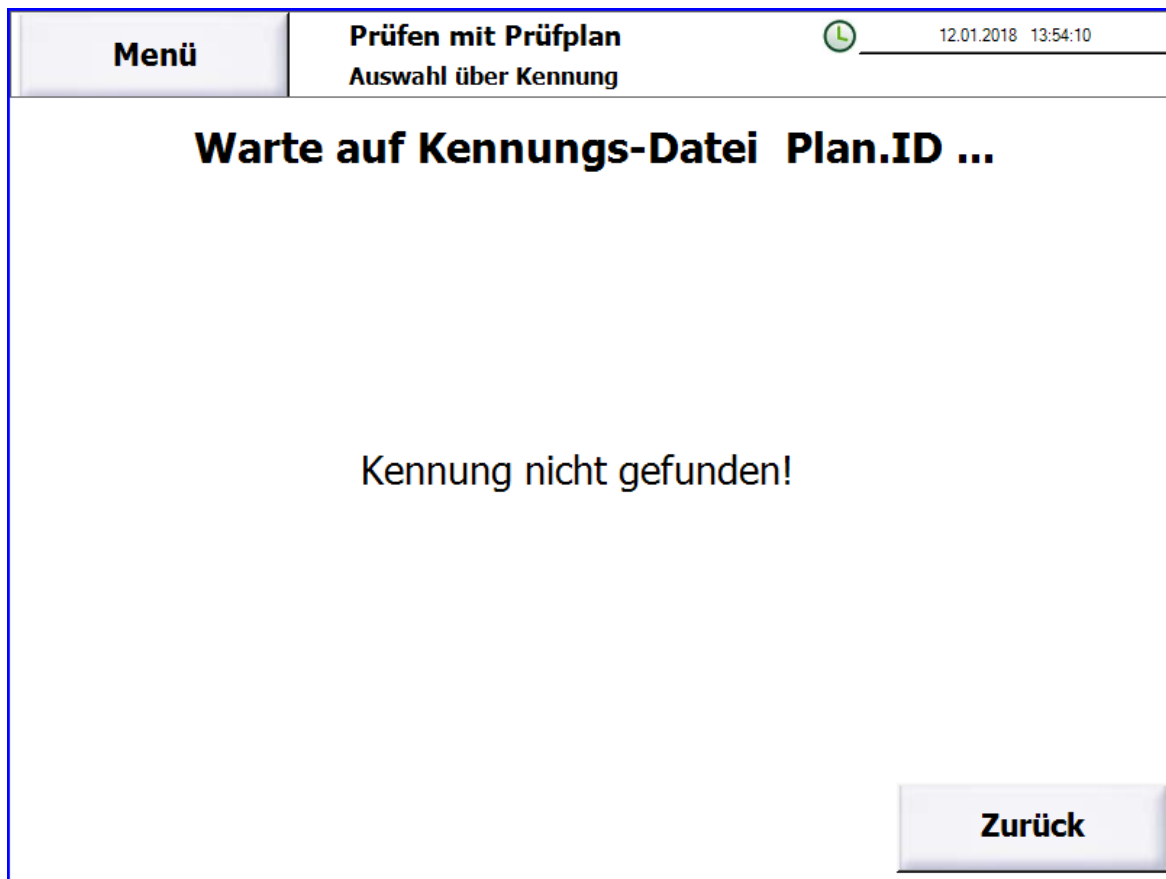 Menü
Prüfen mit Prüfplan
Auswahl über Kennung
12.01.2018 13:54:10
Warte auf Kennungs-Datei Plan.ID ...
Kennung nicht gefunden!
Zurück